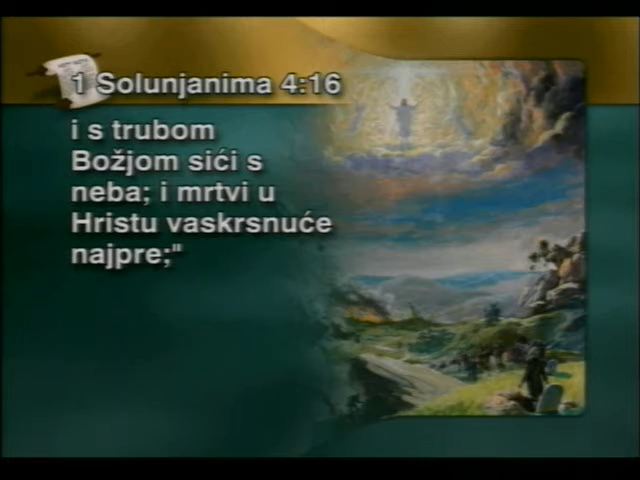 1 Solunjanima 4:16
i s trubom
Božjom sići s
neba; i mrtvi u
Hristu vaskrsnuće
najpre;"